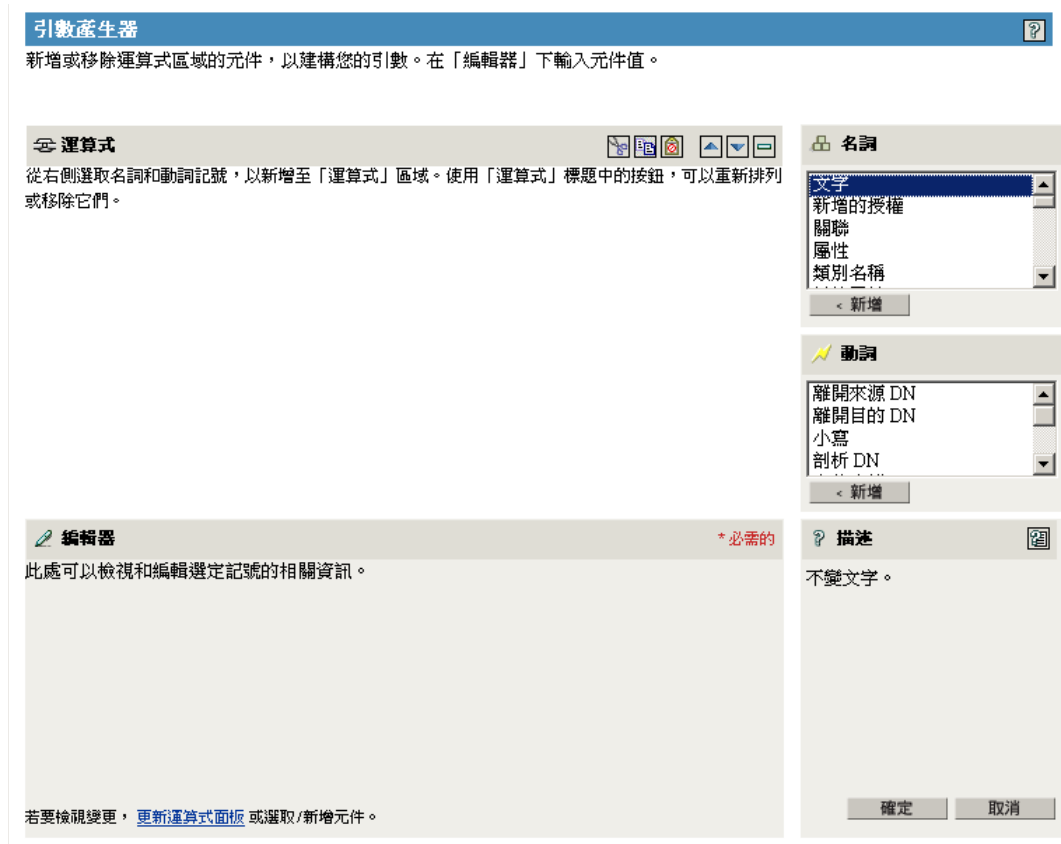 引數產生器
新增或移除運算式區域的元件，以建構您的引數。在「編輯器」下輸入元件值。
運算式
從右側選取名詞和動詞記號，以新增至「運算式」區域。使用「運算式」標題中的按鈕，可以重新排列
或移除它們。
名詞
文字
新增的授權
關聯
屬性
類別名稱
< 新增
動詞
離開來源 DN
離開目的 DN
小寫
剖析 DN
< 新增
編輯器
* 必需的
此處可以檢視和編輯選定記號的相關資訊。
若要檢視變更， 更新運算式面板 或選取/新增元件。
描述
不變文字。
確定
取消